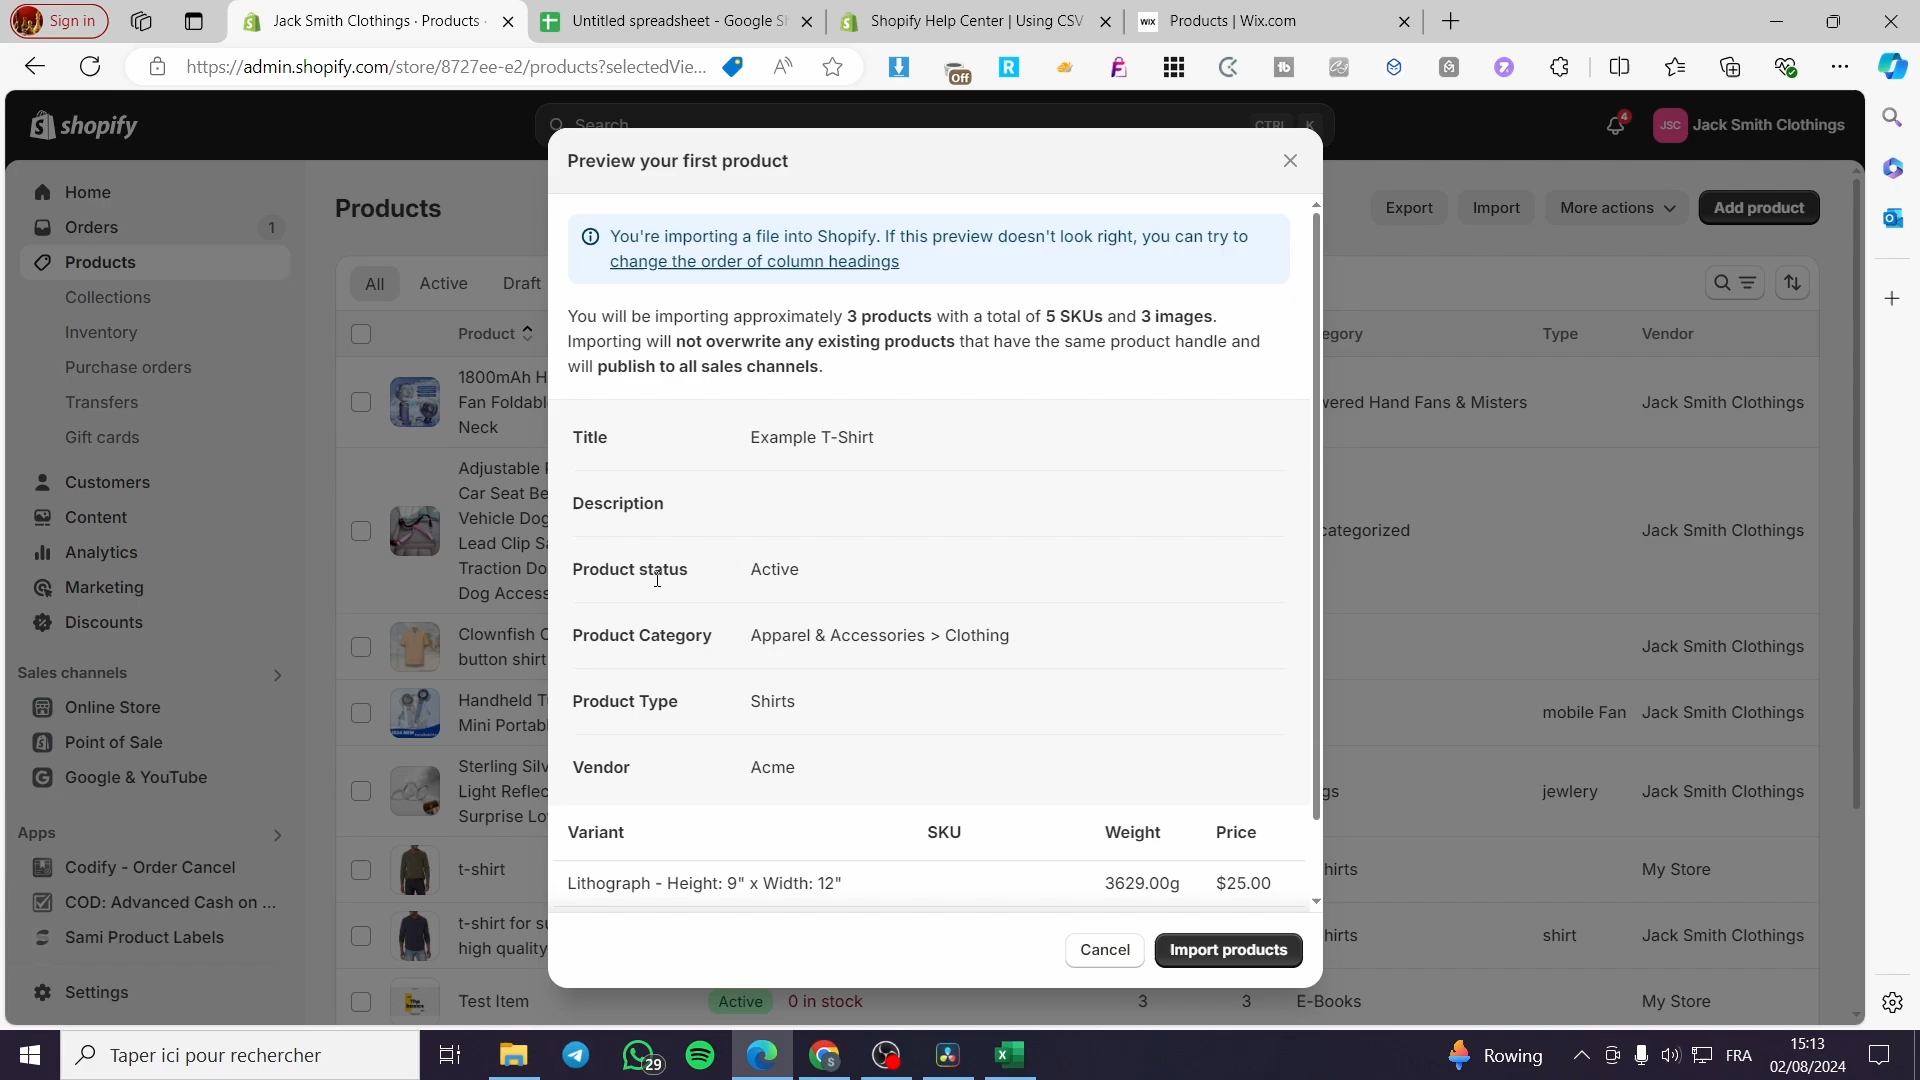 Sign in
Jack Smith Clothings · Products ·
Untitled spreadsheet - Google Sh
Shopify Help Center | Using CSV
WIX Products | Wix.com
https://admin.shopify.com/store/8727ee-e2/products?selectedVie...
Off
shopify
Search
CTRL K
4
JSC Jack Smith Clothings
Home
Orders 1
Products
Collections
Inventory
Purchase orders
Transfers
Gift cards
Customers
Content
Analytics
Marketing
Discounts
Sales channels
Online Store
Point of Sale
Google & YouTube
Apps
Codify - Order Cancel
COD: Advanced Cash on ...
Sami Product Labels
Settings
Products
Export Import More actions Add product
All Active Draft
Product
Type Vendor
1800mAh H
Fan Foldabl
Neck
wered Hand Fans & Misters
Jack Smith Clothings
Adjustable
Car Seat Be
Vehicle Dog
Lead Clip Sa
Traction Do
Dog Access
categorized
Jack Smith Clothings
Clownfish C
button shirt
Jack Smith Clothings
Handheld Tu
Mini Portabl
mobile Fan
Jack Smith Clothings
Sterling Silv
Light Reflec
Surprise Lo
gs
jewlery
Jack Smith Clothings
t-shirt
hirts
My Store
t-shirt for su
high quality
hirts
shirt
Jack Smith Clothings
Test Item
Active
0 in stock
3
3
E-Books
My Store
Preview your first product
You're importing a file into Shopify. If this preview doesn't look right, you can try to
change the order of column headings
You will be importing approximately 3 products with a total of 5 SKUs and 3 images.
Importing will not overwrite any existing products that have the same product handle and
will publish to all sales channels.
Title Example T-Shirt
Description
Product status Active
Product Category Apparel & Accessories > Clothing
Product Type Shirts
Vendor Acme
Variant SKU Weight Price
Lithograph - Height: 9" x Width: 12" 3629.00g $25.00
Cancel Import products
Taper ici pour rechercher
29
Rowing
FRA
15:13
02/08/2024